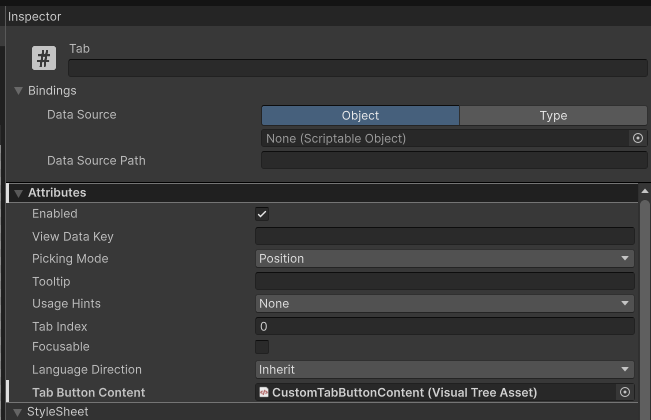 Inspector
# Tab
Bindings
Data Source Object Type
None (Scriptable Object)
Data Source Path
Attributes
Enabled
View Data Key
Picking Mode Position
Tooltip
Usage Hints None
Tab Index 0
Focusable
Language Direction Inherit
Tab Button Content CustomTabButtonContent (Visual Tree Asset)
StyleSheet